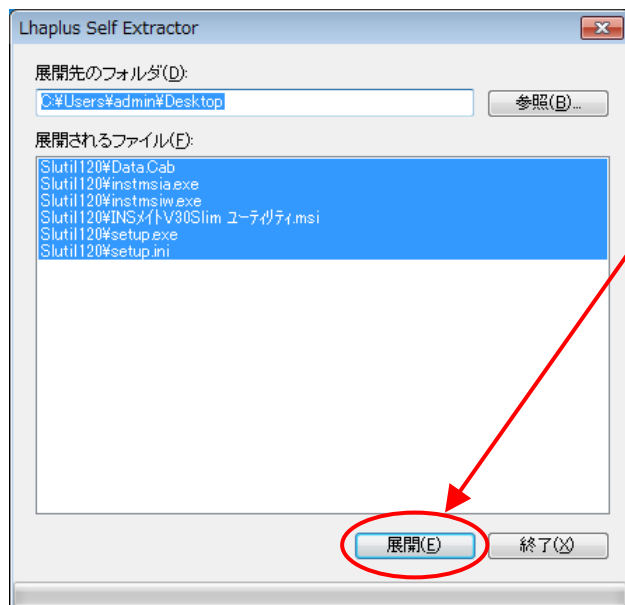 Lhaplus Self Extractor
展開先のフォルダ(D):
C:¥Users¥admin¥Desktop
参照(B)...
展開されるファイル(F):
Slutil120¥Data.Cab
Slutil120¥instmsia.exe
Slutil120¥instmsiw.exe
Slutil120¥INSメイトV30Slim ユーティリティ.msi
Slutil120¥setup.exe
Slutil120¥setup.ini
展開(E)
終了(X)